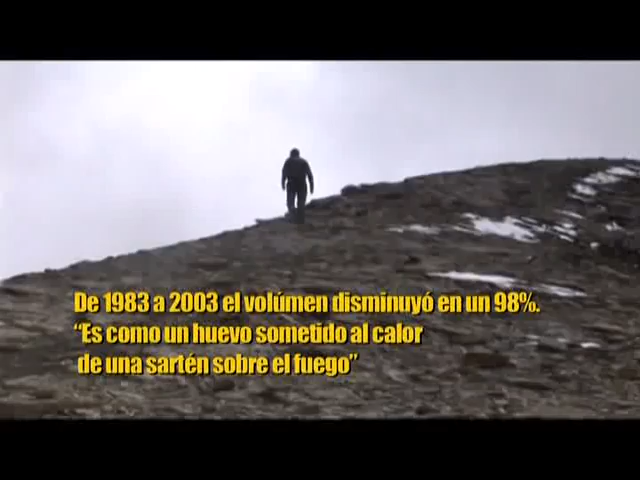 De 1983 a 2003 el volúmen disminuyó en un 98%.
“Es como un huevo sometido al calor
de una sartén sobre el fuego”